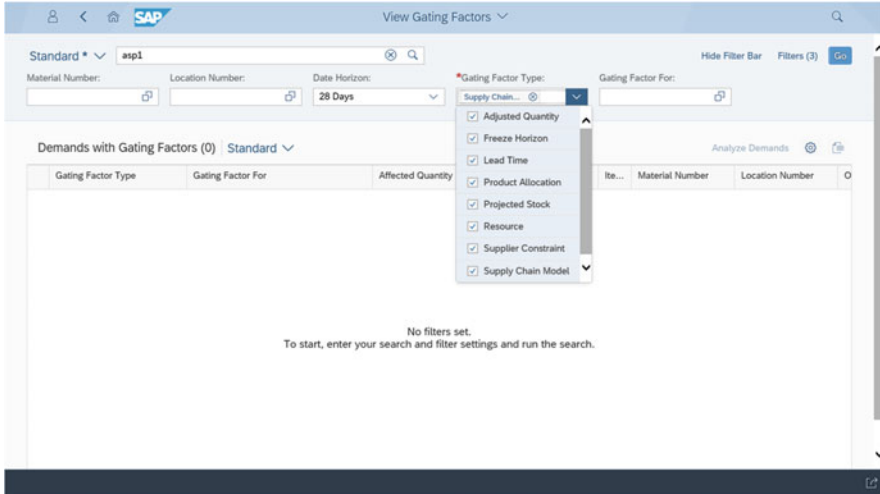 SAP View Gating Factors
Standard * asp1 Hide Filter Bar Filters (3) Go
Material Number: Location Number: Date Horizon: *Gating Factor Type: Gating Factor For:
28 Days Supply Chain...
Adjusted Quantity
Freeze Horizon
Lead Time
Product Allocation
Projected Stock
Resource
Supplier Constraint
Supply Chain Model
Demands with Gating Factors (0) Standard Analyze Demands
Gating Factor Type Gating Factor For Affected Quantity Ite... Material Number Location Number O
No filters set.
To start, enter your search and filter settings and run the search.